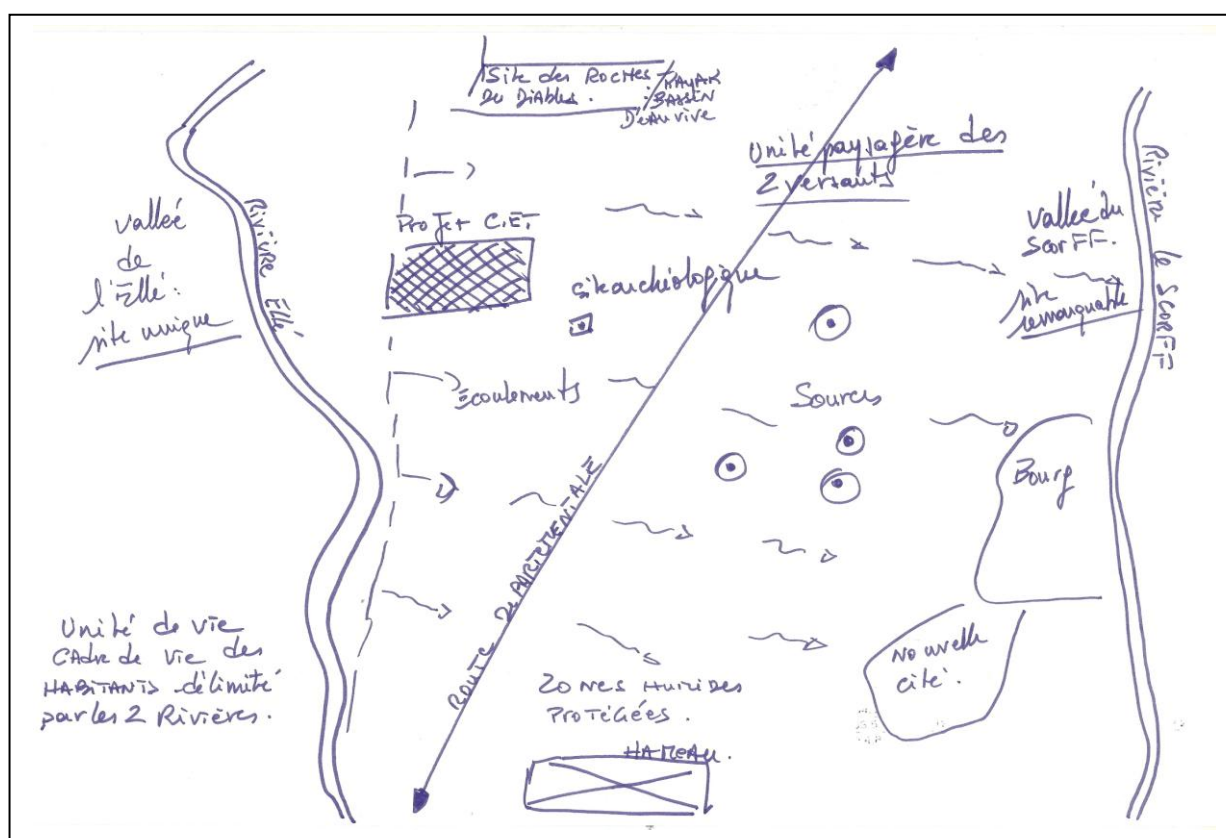 Site des ROCHES
DU DIABLES.
KAYAK
BASSIN
D'EAU VIVE
Unité paysagère des
2 versants
vallée
de
l'Ellé :
site unique
RIVIÈRE ELLÉ
PROJET C.E.T
site archéologique
vallée du
SCORFF.
site
remarquable
Rivière le SCORFF
Écoulements
Sources
ROUTE DÉPARTEMENTALE
Bourg
Unité de vie
CAdre de vie des
HABITANTS délimité
par les 2 Rivières.
Nouvelle
cité.
ZONES HUMIDES
PROTÉGÉES.
HAMEAU.